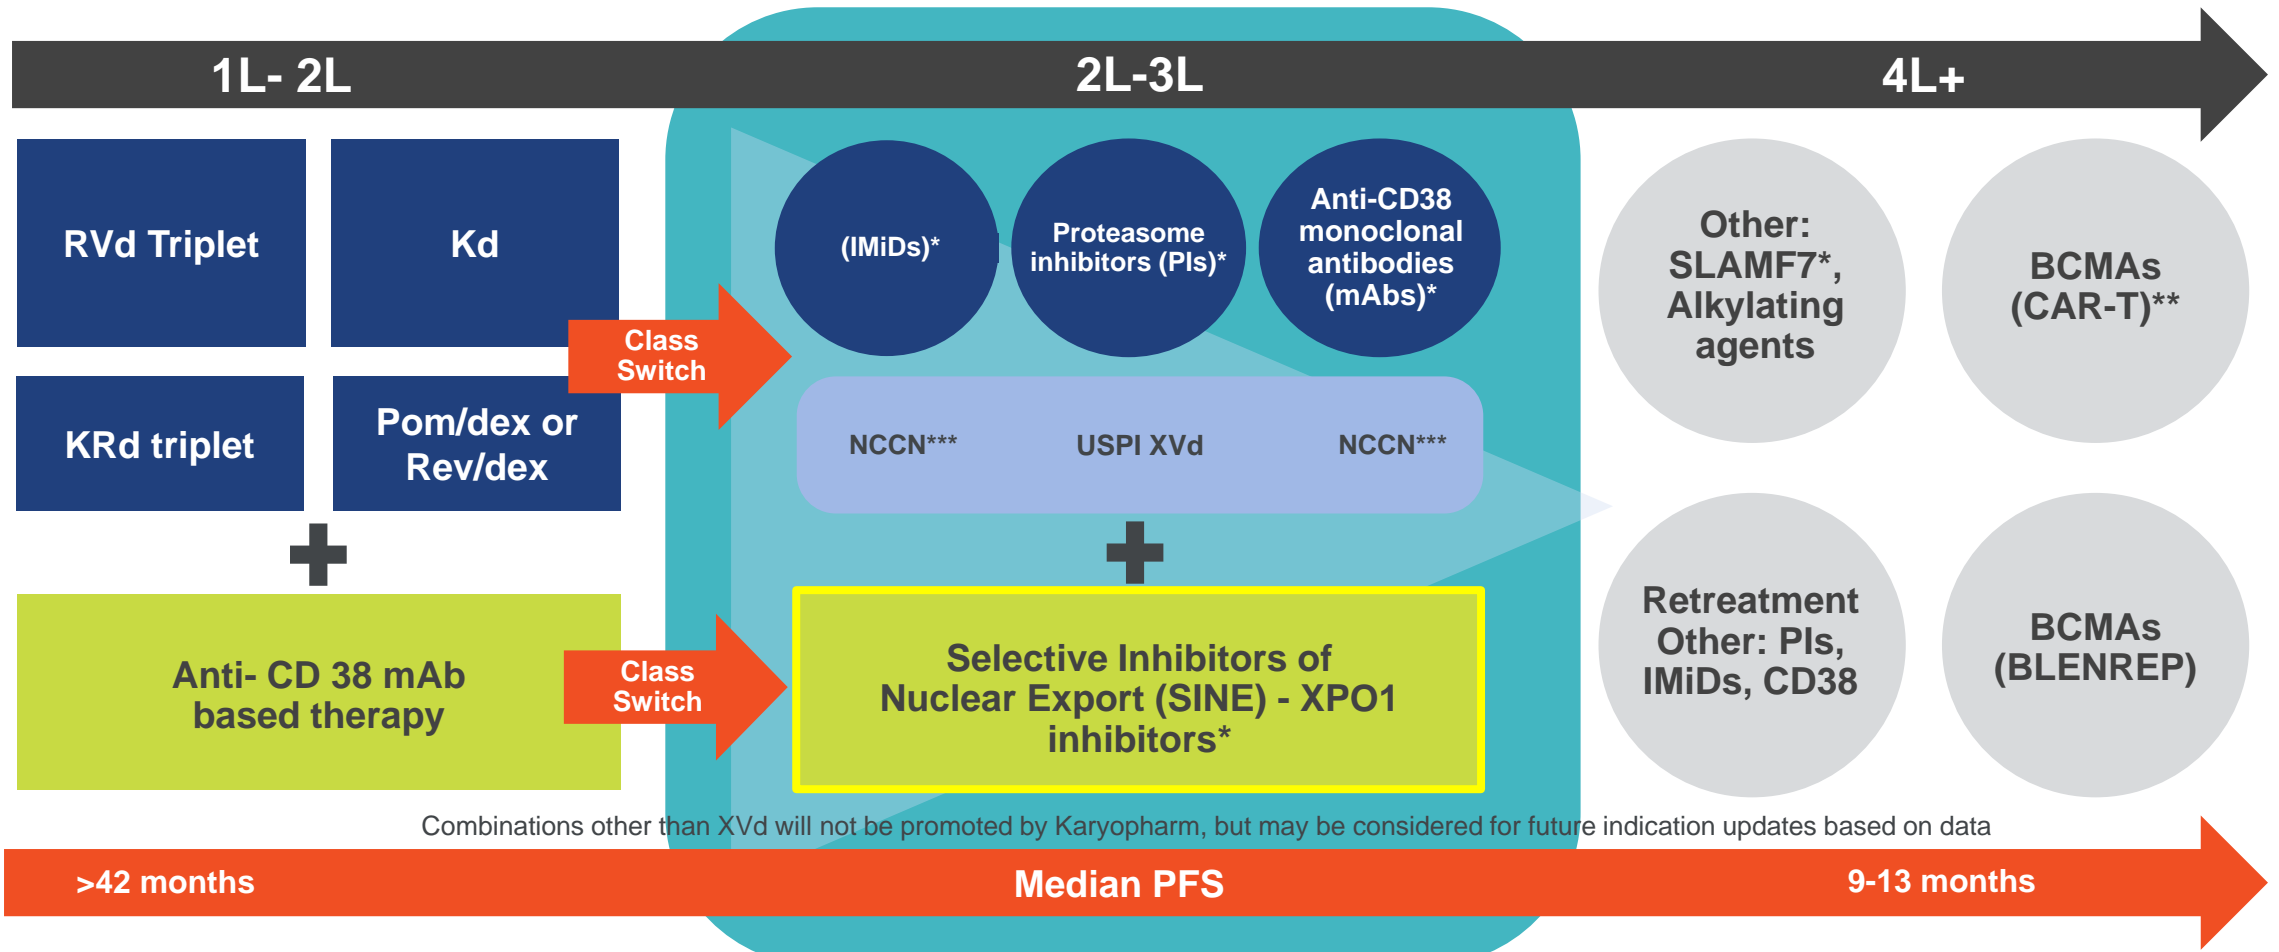 1L- 2L
2L-3L
4L+
RVd Triplet
Kd
KRd triplet
Pom/dex or
Rev/dex
Anti- CD 38 mAb
based therapy
Class
Switch
Class
Switch
(IMiDs)*
Proteasome
inhibitors (PIs)*
Anti-CD38
monoclonal
antibodies
(mAbs)*
NCCN***
USPI XVd
NCCN***
Selective Inhibitors of
Nuclear Export (SINE) - XPO1
inhibitors*
Other:
SLAMF7*,
Alkylating
agents
BCMAs
(CAR-T)**
Retreatment
Other: PIs,
IMiDs, CD38
BCMAs
(BLENREP)
Combinations other than XVd will not be promoted by Karyopharm, but may be considered for future indication updates based on data
>42 months
Median PFS
9-13 months